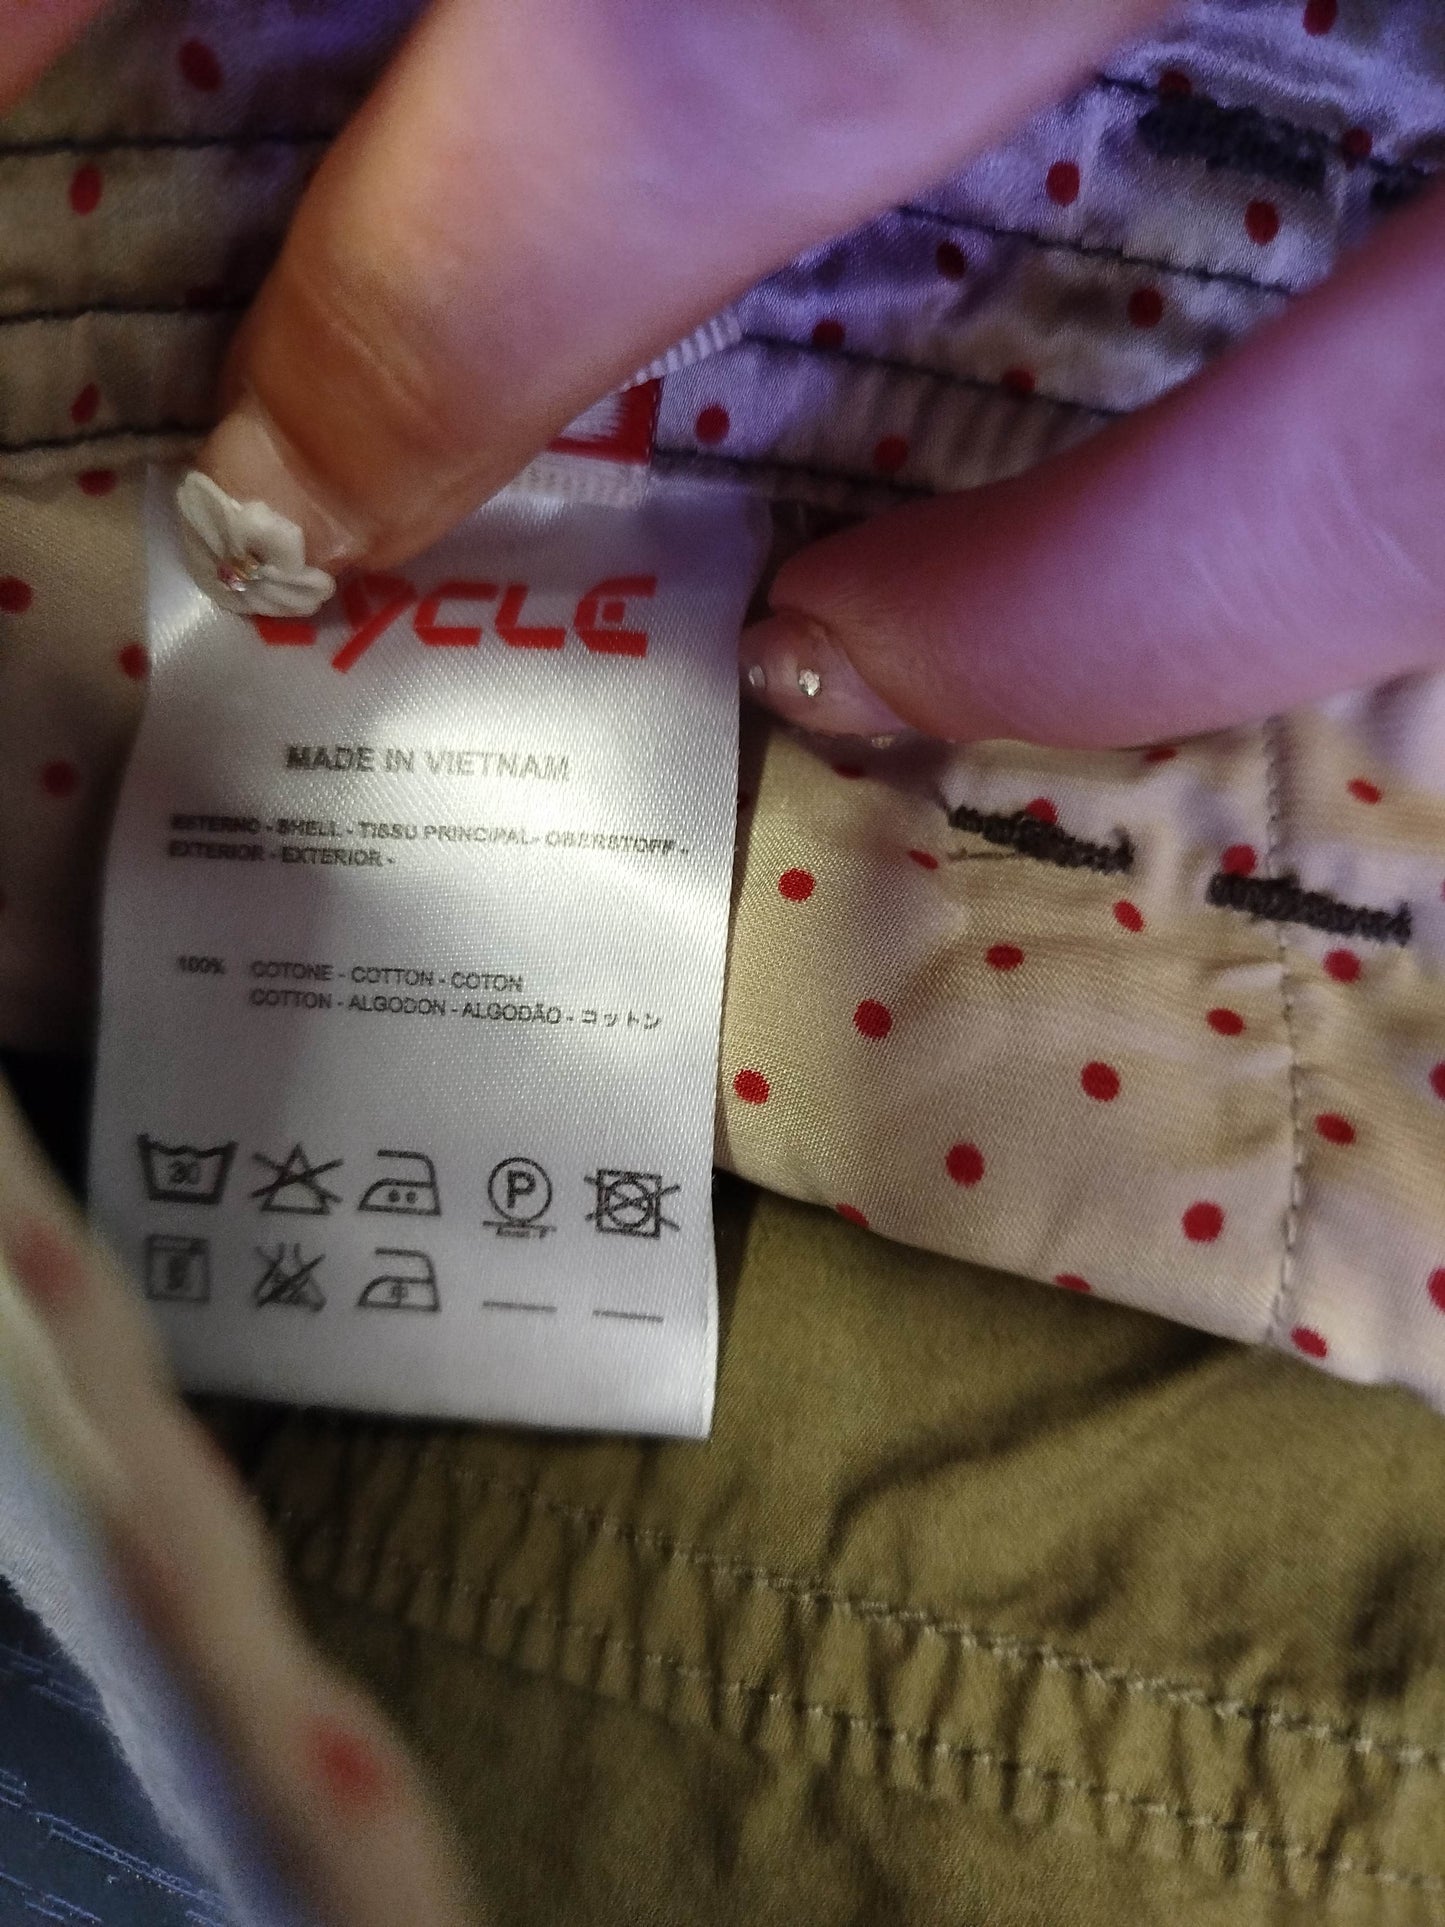 CYCLE
MADE IN VIETNAM
ESTERNO - SHELL - TISSU PRINCIPAL - OBERSTOFF -
EXTERIOR - EXTERIOR -
100% COTONE - COTTON - COTON
COTTON - ALGODON - ALGODÃO - コットン
30
P